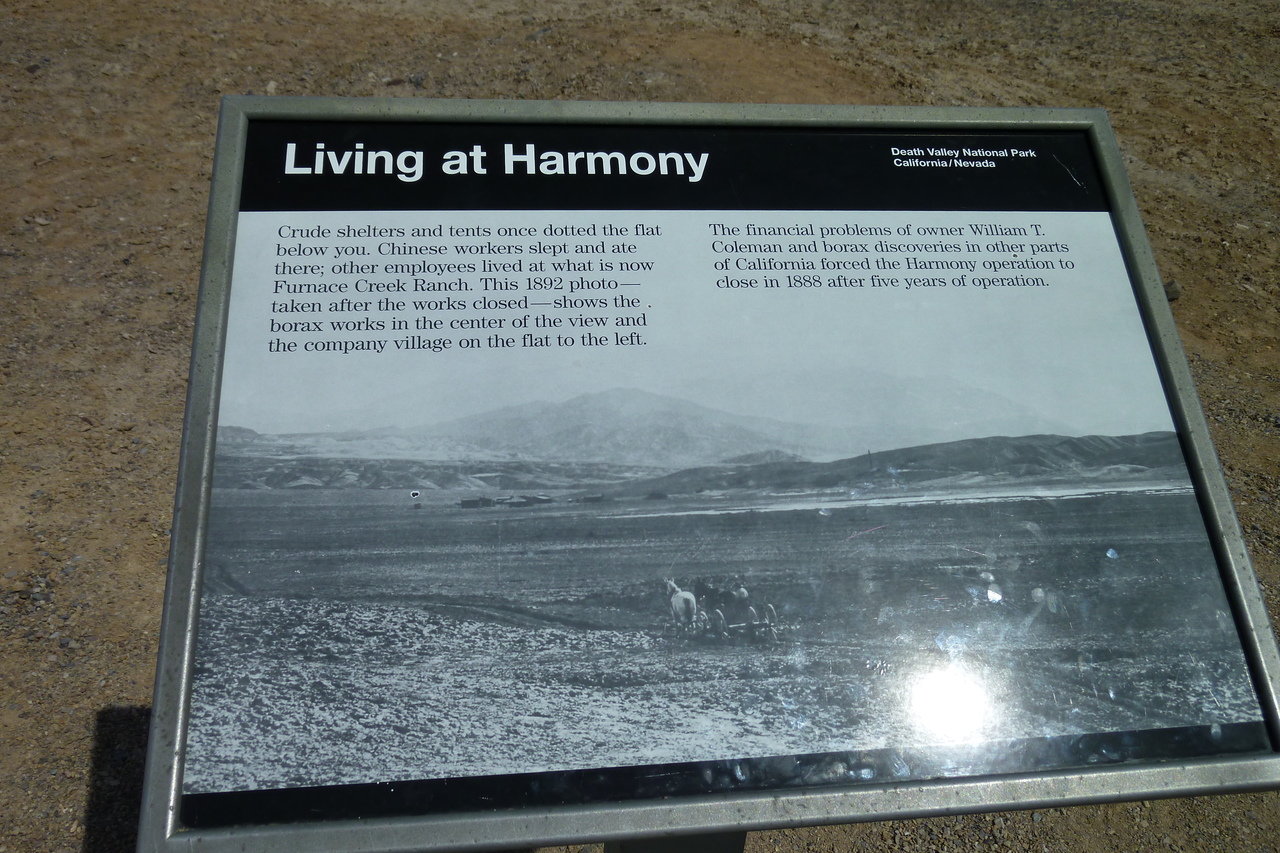 Living at Harmony
Death Valley National Park
California/Nevada
Crude shelters and tents once dotted the flat
below you. Chinese workers slept and ate
there; other employees lived at what is now
Furnace Creek Ranch. This 1892 photo—
taken after the works closed—shows the
borax works in the center of the view and
the company village on the flat to the left.
The financial problems of owner William T.
Coleman and borax discoveries in other parts
of California forced the Harmony operation to
close in 1888 after five years of operation.